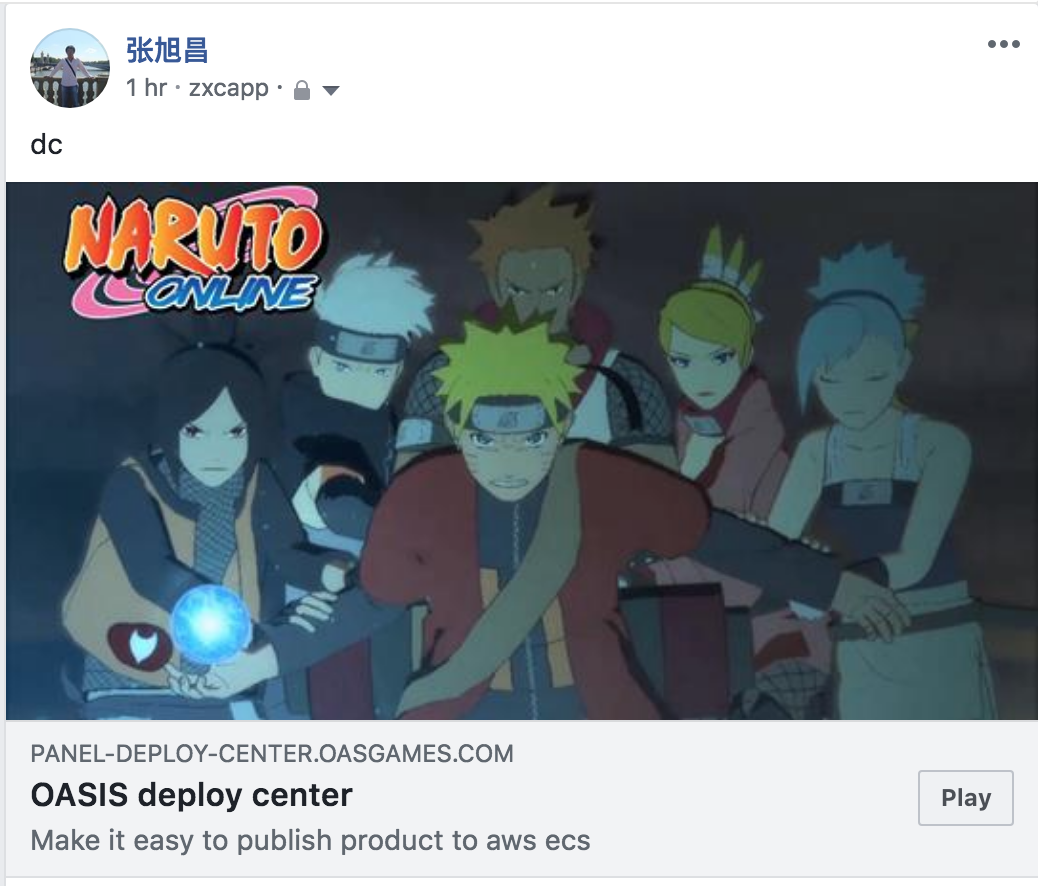 张旭昌
1 hr · zxcapp ·
dc
NARUTO
ONLINE
PANEL-DEPLOY-CENTER.OASGAMES.COM
OASIS deploy center
Make it easy to publish product to aws ecs
Play